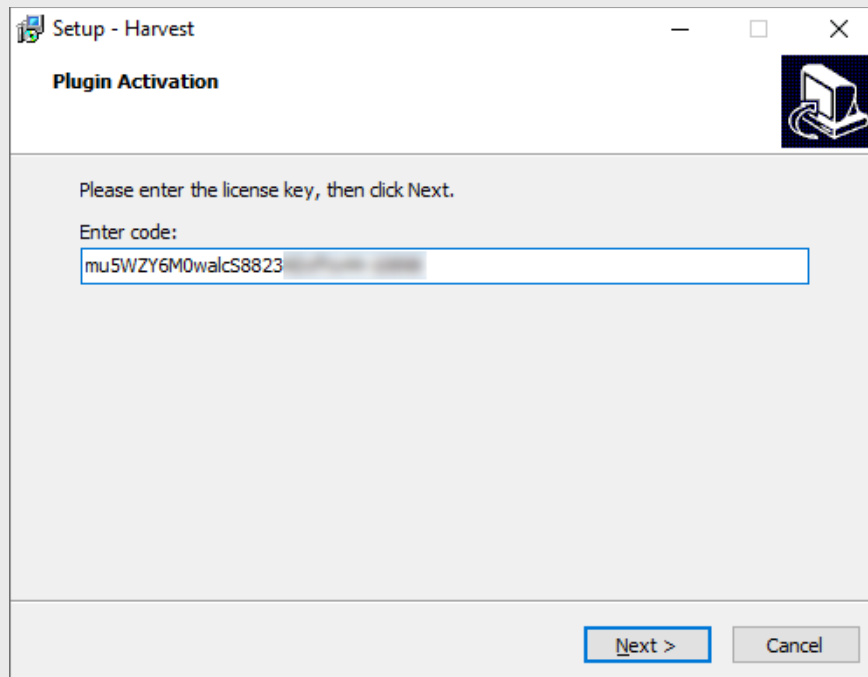 Setup - Harvest
Plugin Activation
Please enter the license key, then click Next.
Enter code:
mu5WZY6M0walcS8823
Next >
Cancel